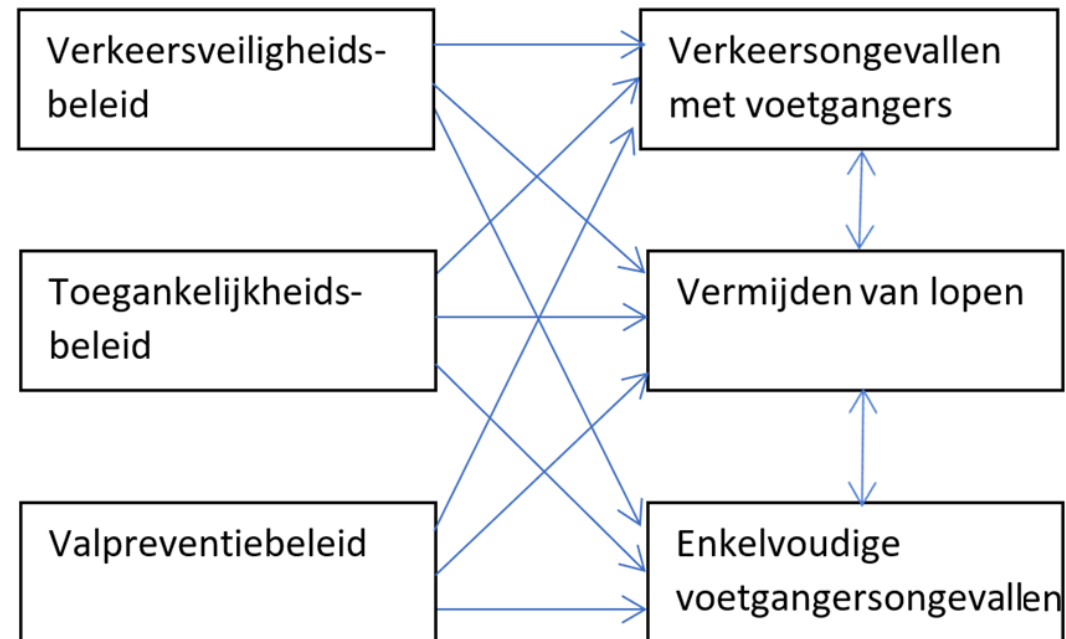 Verkeersveiligheids-
beleid
Verkeersongevallen
met voetgangers
Toegankelijkheids-
beleid
Vermijden van lopen
Valpreventiebeleid
Enkelvoudige
voetgangersongevallen